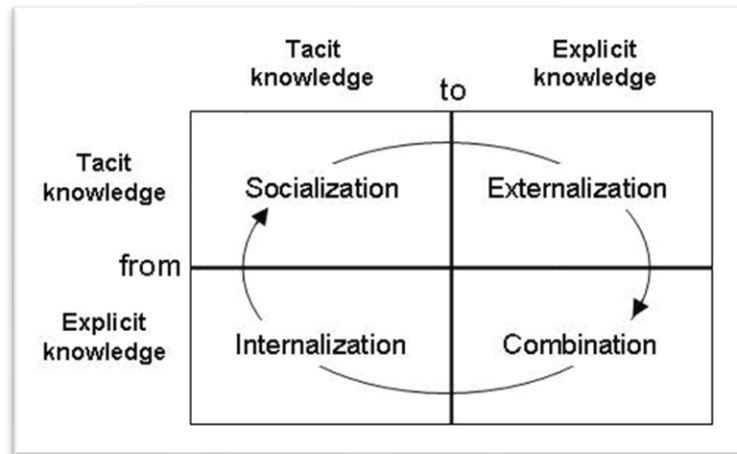 Tacit
knowledge
Explicit
knowledge
to
Tacit
knowledge
Socialization
Externalization
from
Explicit
knowledge
Internalization
Combination